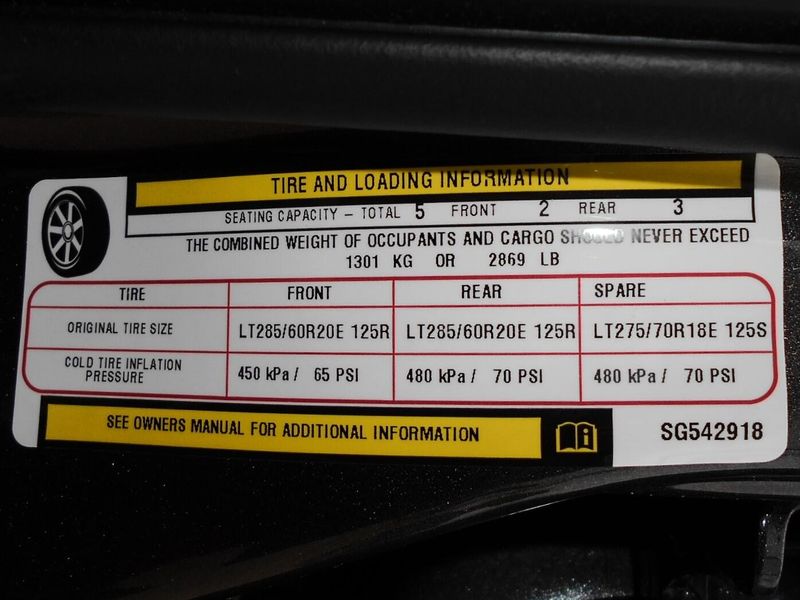 TIRE AND LOADING INFORMATION
SEATING CAPACITY – TOTAL 5 FRONT 2 REAR 3
THE COMBINED WEIGHT OF OCCUPANTS AND CARGO SHOULD NEVER EXCEED
1301 KG OR 2869 LB
TIRE FRONT REAR SPARE
ORIGINAL TIRE SIZE LT285/60R20E 125R LT285/60R20E 125R LT275/70R18E 125S
COLD TIRE INFLATION
PRESSURE 450 kPa / 65 PSI 480 kPa / 70 PSI 480 kPa / 70 PSI
SEE OWNERS MANUAL FOR ADDITIONAL INFORMATION
SG542918